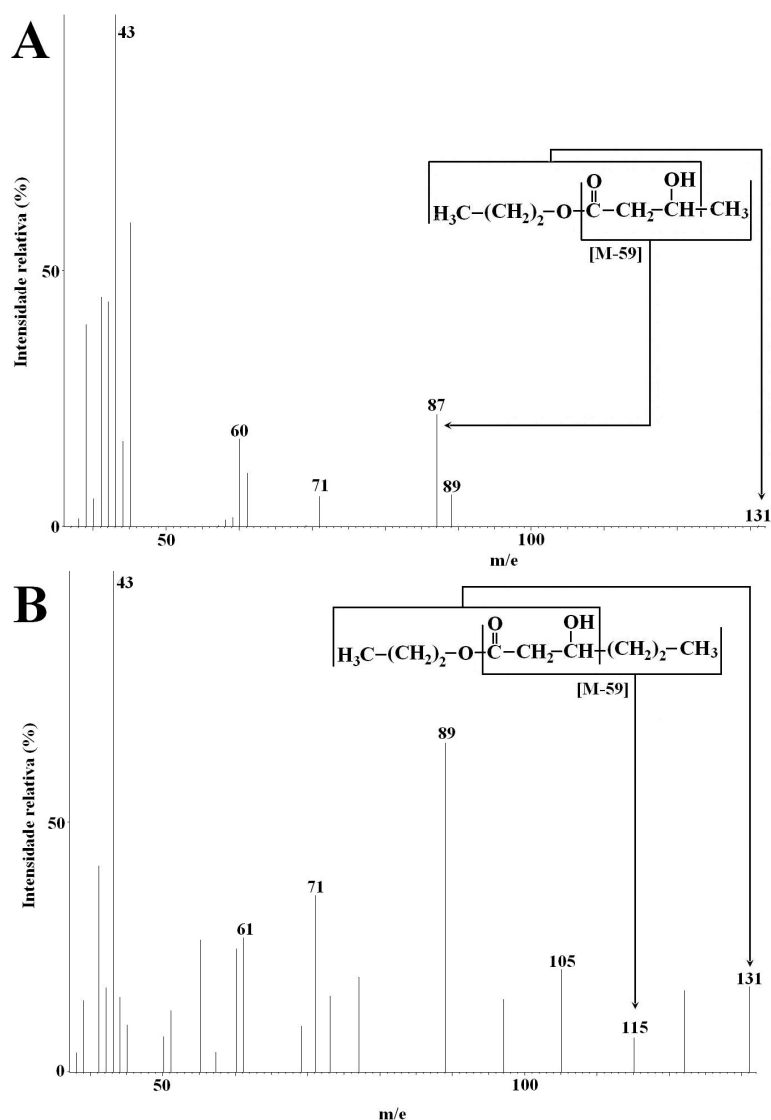 A
43
Intensidade relativa (%)
O OH
H₃C–(CH₂)₂–O–C–CH₂–CH–CH₃
[M-59]
50
87
60
71
89
131
0
50
100
m/e
B
43
O OH
H₃C–(CH₂)₂–O–C–CH₂–CH–(CH₂)₂–CH₃
[M-59]
Intensidade relativa (%)
89
50
71
61
105
131
115
0
50
100
m/e